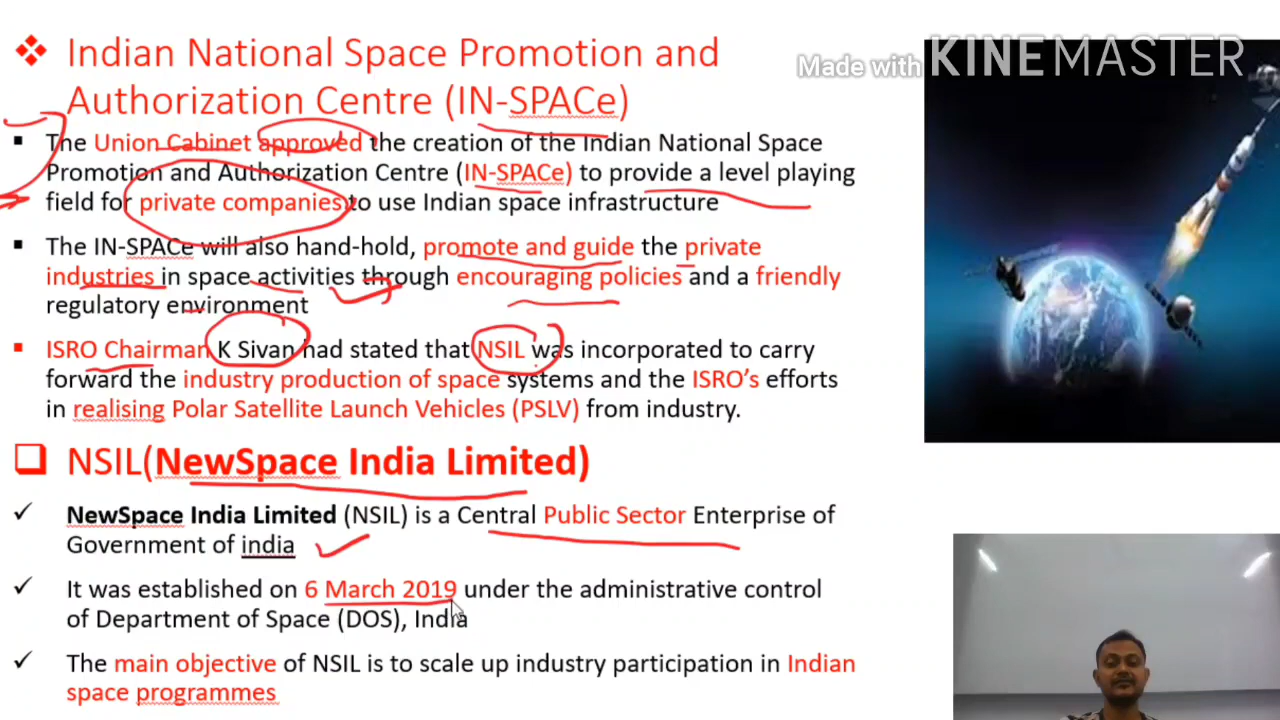 Indian National Space Promotion and
Authorization Centre (IN-SPACe)
Made with KINEMASTER
The Union Cabinet approved the creation of the Indian National Space
Promotion and Authorization Centre (IN-SPACe) to provide a level playing
field for private companies to use Indian space infrastructure
The IN-SPACe will also hand-hold, promote and guide the private
industries in space activities through encouraging policies and a friendly
regulatory environment
ISRO Chairman K Sivan had stated that NSIL was incorporated to carry
forward the industry production of space systems and the ISRO’s efforts
in realising Polar Satellite Launch Vehicles (PSLV) from industry.
NSIL(NewSpace India Limited)
NewSpace India Limited (NSIL) is a Central Public Sector Enterprise of
Government of india
It was established on 6 March 2019 under the administrative control
of Department of Space (DOS), India
The main objective of NSIL is to scale up industry participation in Indian
space programmes